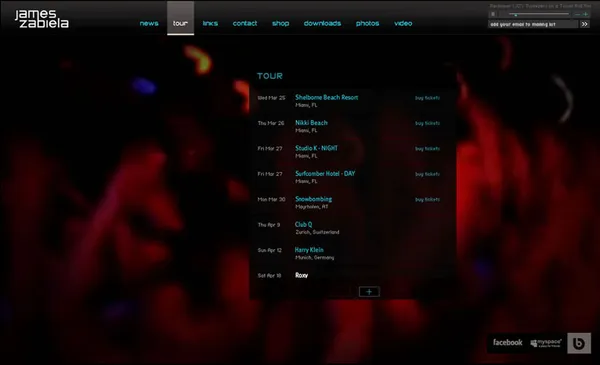 james
zabiela
news
tour
links
contact
shop
downloads
photos
video
add your email to mailing list
TOUR
Wed Mar 25
Shelborne Beach Resort
buy tickets
Miami, FL
Thu Mar 26
Nikki Beach
buy tickets
Miami, FL
Fri Mar 27
Studio K - NIGHT
buy tickets
Miami, FL
Fri Mar 27
Surfcomber Hotel - DAY
buy tickets
Miami, FL
Mon Mar 30
Snowbombing
buy tickets
Mayrhofen, AT
Thu Apr 9
Club Q
Zurich, Switzerland
Sun Apr 12
Harry Klein
Munich, Germany
Sat Apr 18
Roxy
+
facebook
myspace
b